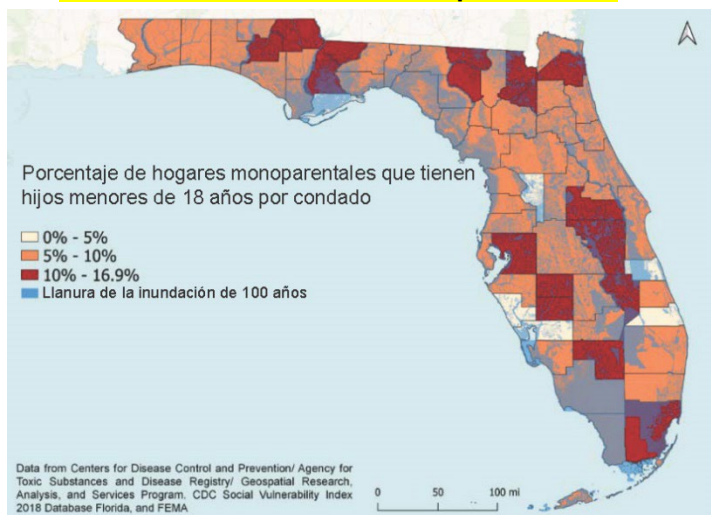 Porcentaje de hogares monoparentales que tienen
hijos menores de 18 años por condado
0% - 5%
5% - 10%
10% - 16.9%
Llanura de la inundación de 100 años
Data from Centers for Disease Control and Prevention/ Agency for
Toxic Substances and Disease Registry/ Geospatial Research,
Analysis, and Services Program. CDC Social Vulnerability Index
2018 Database Florida, and FEMA
0 50 100 mi